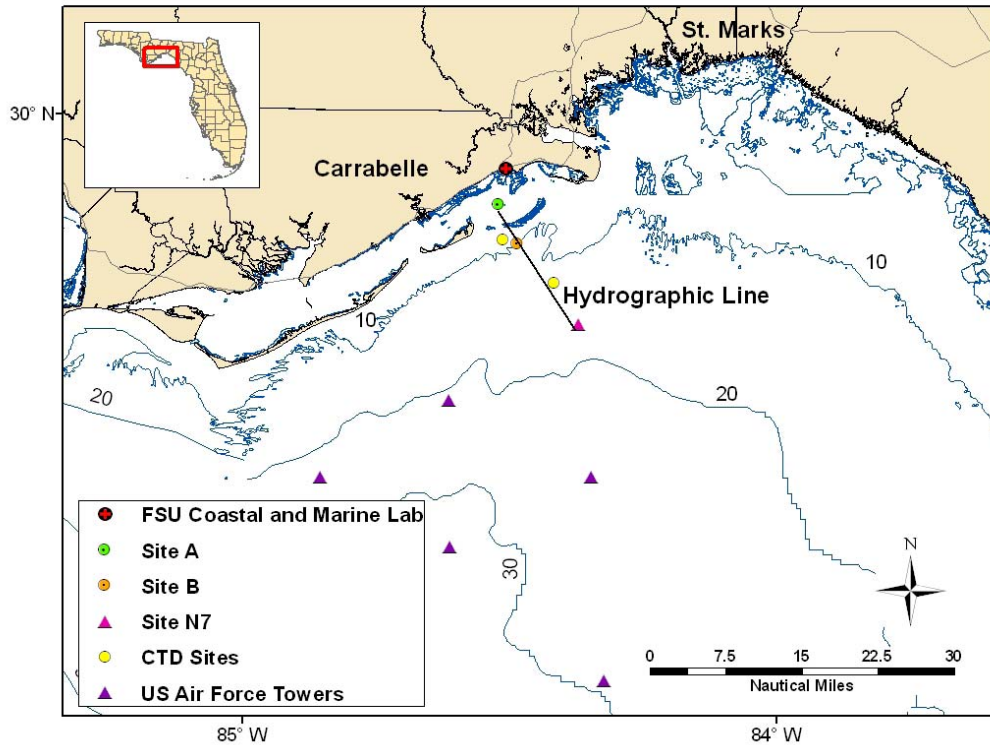 St. Marks
30° N
Carrabelle
10
Hydrographic Line
10
20
20
30
FSU Coastal and Marine Lab
Site A
Site B
Site N7
CTD Sites
US Air Force Towers
N
0 7.5 15 22.5 30
Nautical Miles
85° W
84° W